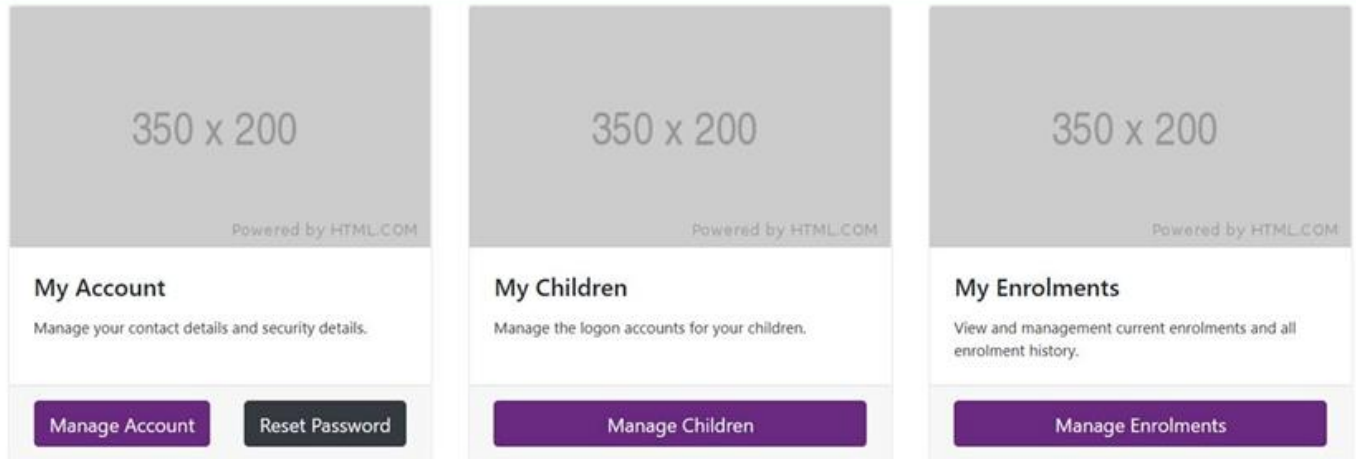 350 x 200
Powered by HTML.COM
My Account
Manage your contact details and security details.
Manage Account
Reset Password
350 x 200
Powered by HTML.COM
My Children
Manage the logon accounts for your children.
Manage Children
350 x 200
Powered by HTML.COM
My Enrolments
View and management current enrolments and all
enrolment history.
Manage Enrolments